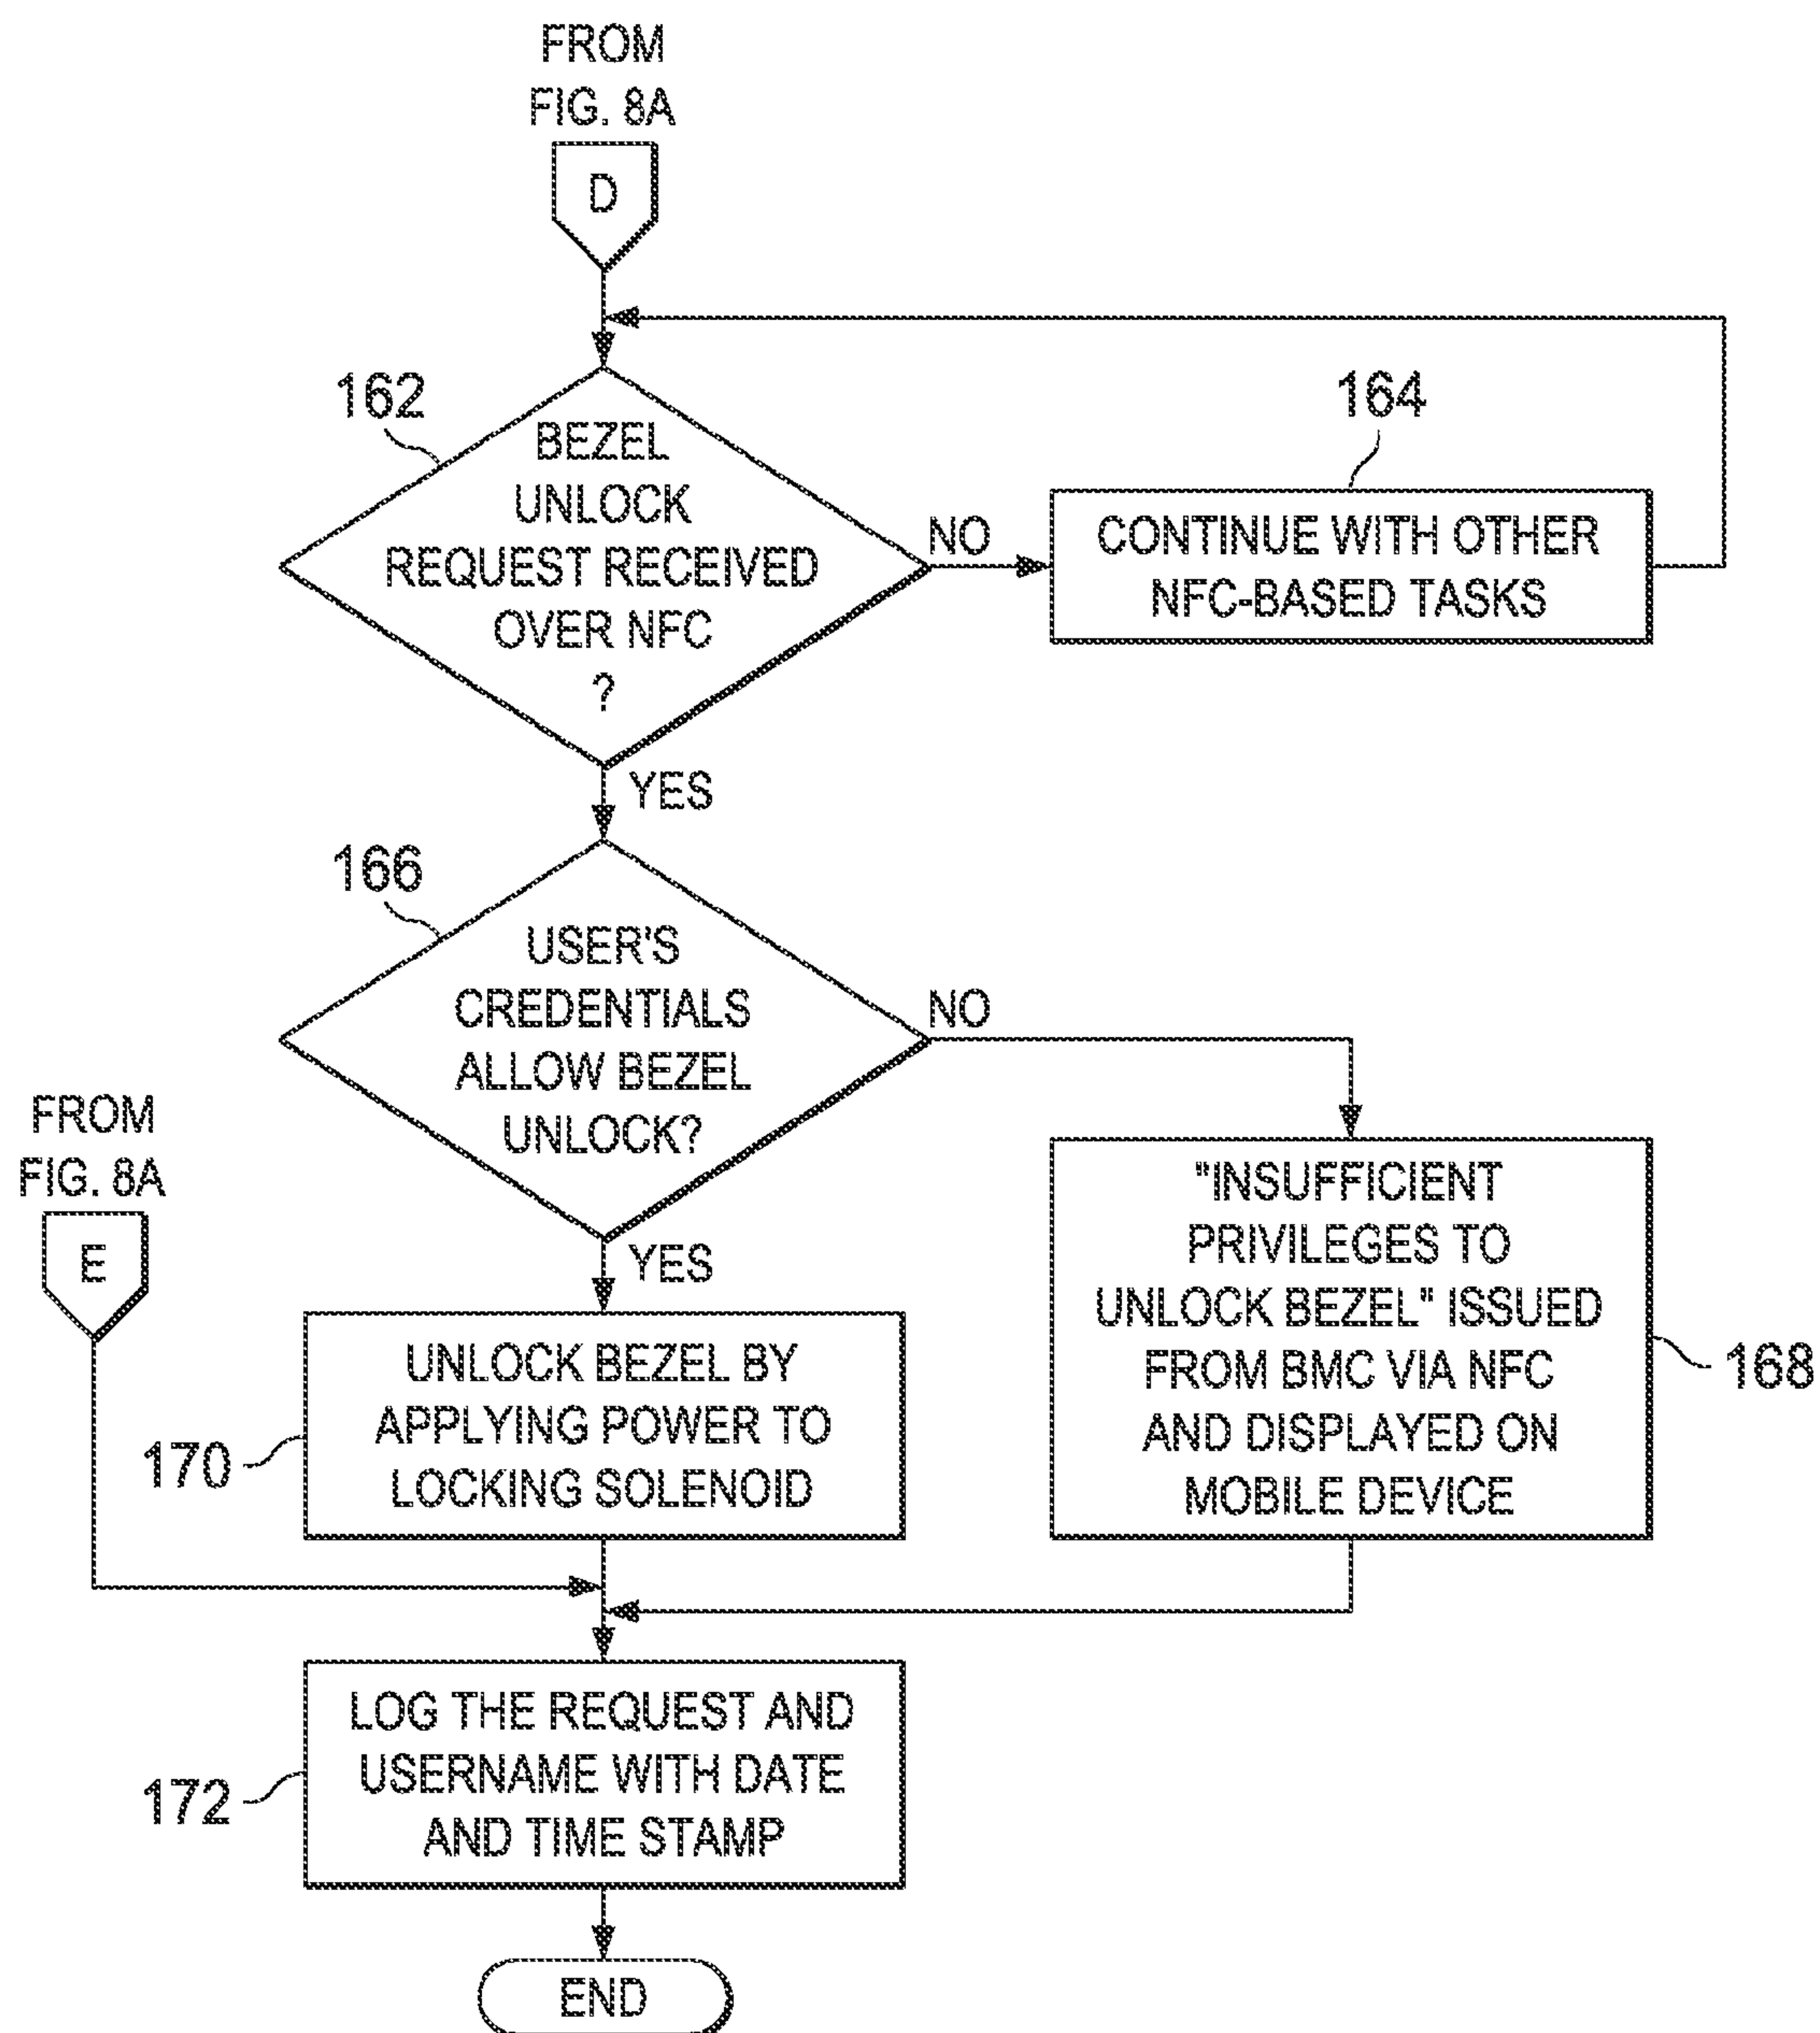 FROM
FIG. 8A
D
162
BEZEL
UNLOCK
REQUEST RECEIVED
OVER NFC
?
NO
164
CONTINUE WITH OTHER
NFC-BASED TASKS
YES
166
USER'S
CREDENTIALS
ALLOW BEZEL
UNLOCK?
NO
"INSUFFICIENT
PRIVILEGES TO
UNLOCK BEZEL" ISSUED
FROM BMC VIA NFC
AND DISPLAYED ON
MOBILE DEVICE
168
FROM
FIG. 8A
E
YES
UNLOCK BEZEL BY
APPLYING POWER TO
LOCKING SOLENOID
170
LOG THE REQUEST AND
USERNAME WITH DATE
AND TIME STAMP
172
END